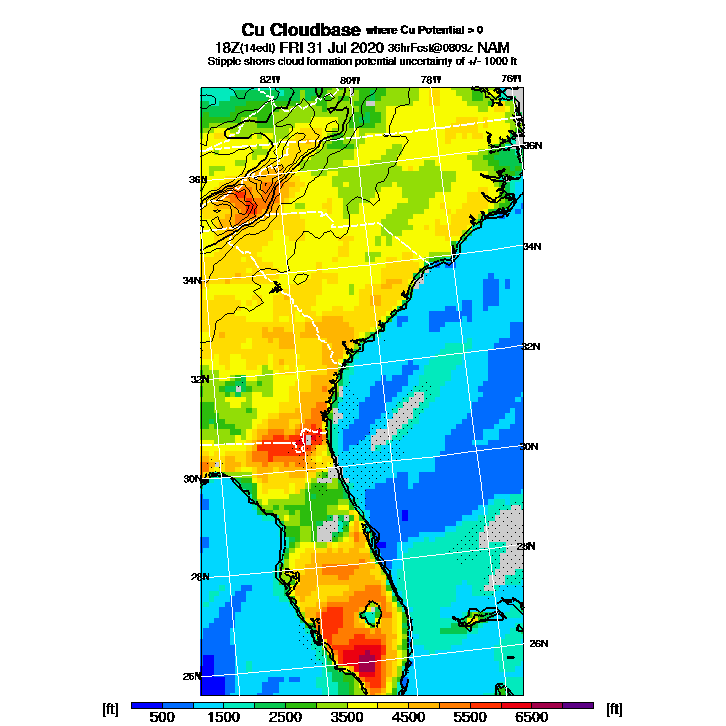 Cu Cloudbase where Cu Potential > 0
18Z(14edt) FRI 31 Jul 2020 36hrFcst@0809z NAM
Stipple shows cloud formation potential uncertainty of +/- 1000 ft
82W 80W 78W 76W
36N
36N
34N
34N
32N
32N
30N
30N
28N
28N
26N
26N
[ft] 500 1500 2500 3500 4500 5500 6500 [ft]